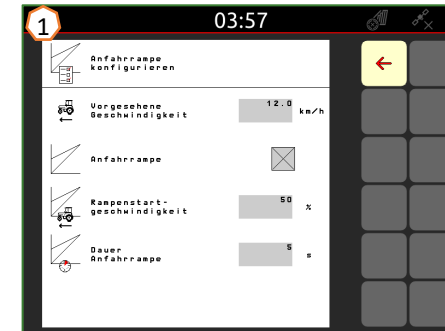 1
03:57
Anfahrrampe
konfigurieren
Vorgesehene
Geschwindigkeit
12.0 km/h
Anfahrrampe
Rampenstart-
geschwindigkeit
50 %
Dauer
Anfahrrampe
5 s